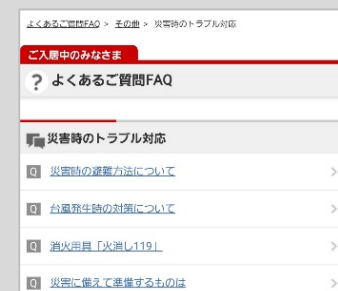 よくあるご質問FAQ > その他 > 災害時のトラブル対応
ご入居中のみなさま
? よくあるご質問FAQ
災害時のトラブル対応
Q 災害時の避難方法について
Q 台風発生時の対策について
Q 消火用具「火消し119」
Q 災害に備えて準備するものは